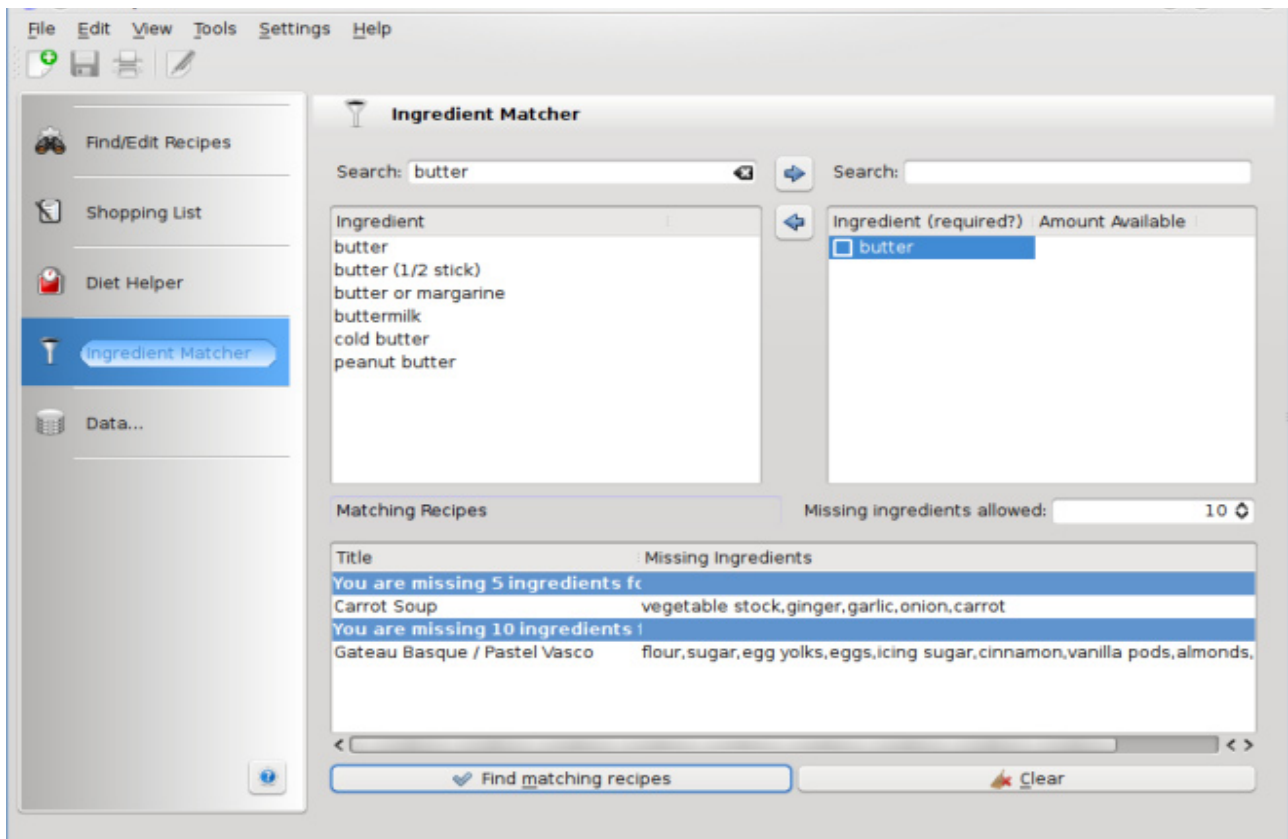 File Edit View Tools Settings Help
Ingredient Matcher
Find/Edit Recipes
Shopping List
Diet Helper
Ingredient Matcher
Data...
Search: butter
Search:
Ingredient
butter
butter (1/2 stick)
butter or margarine
buttermilk
cold butter
peanut butter
Ingredient (required?) Amount Available
butter
Matching Recipes
Missing ingredients allowed: 10
Title Missing Ingredients
You are missing 5 ingredients
Carrot Soup vegetable stock,ginger,garlic,onion,carrot
You are missing 10 ingredients
Gateau Basque / Pastel Vasco flour,sugar,egg yolks,eggs,icing sugar,cinnamon,vanilla pods,almonds,
Find matching recipes
Clear